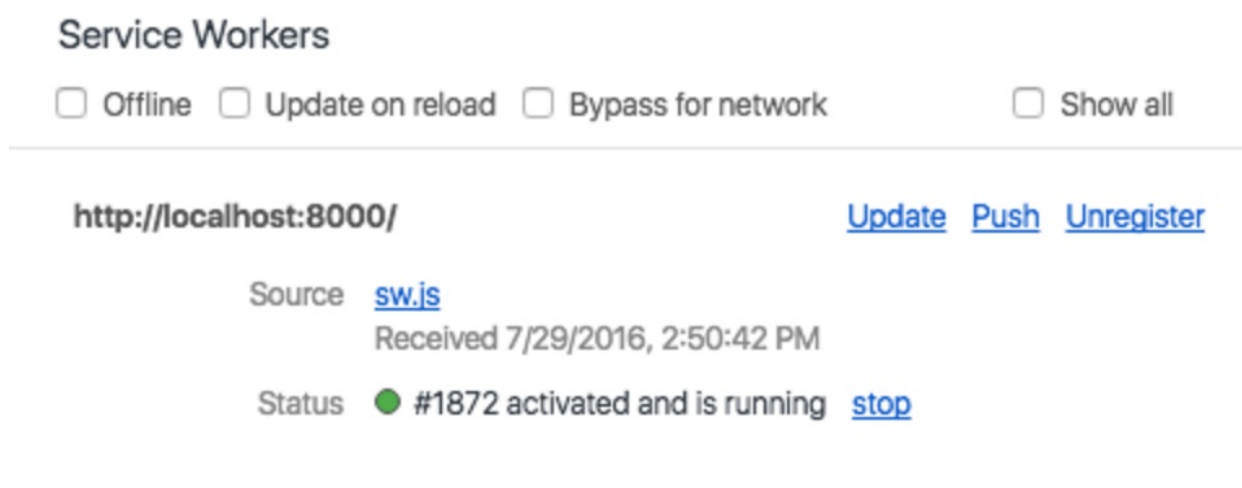 Service Workers
Offline Update on reload Bypass for network Show all
http://localhost:8000/ Update Push Unregister
Source sw.js
Received 7/29/2016, 2:50:42 PM
Status #1872 activated and is running stop